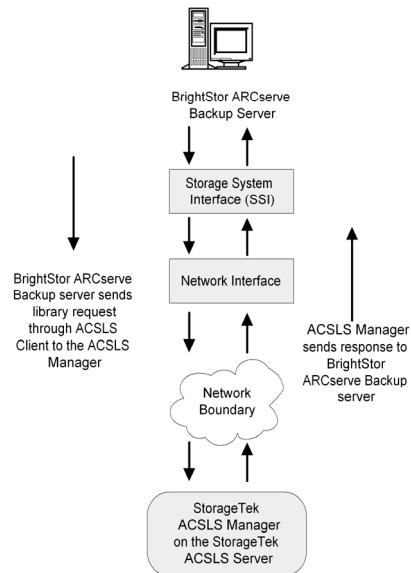 BrightStor ARCserve
Backup Server
Storage System
Interface (SSI)
Network Interface
BrightStor ARCserve
Backup server sends
library request
through ACSLS
Client to the ACSLS
Manager
ACSLS Manager
sends response to
BrightStor
ARCserve Backup
server
Network
Boundary
StorageTek
ACSLS Manager
on the StorageTek
ACSLS Server